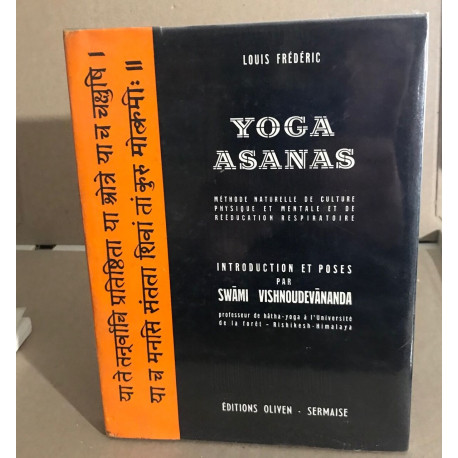 LOUIS FRÉDÉRIC
YOGA
ASANAS
MÉTHODE NATURELLE DE CULTURE
PHYSIQUE ET MENTALE ET DE
RÉÉDUCATION RESPIRATOIRE
INTRODUCTION ET POSES
PAR
SWĀMI VISHNOUDEVĀNANDA
professeur de hâtha-yoga à l'Université
de la forêt - Rishikesh-Himalaya
ÉDITIONS OLIVEN - SERMAISE
या ते तनूर्वाचि प्रतिष्ठिता या श्रोत्रे या च चक्षुषि ।
या च मनसि संतता शिवां तां कुरु मोत्क्रमीः ॥